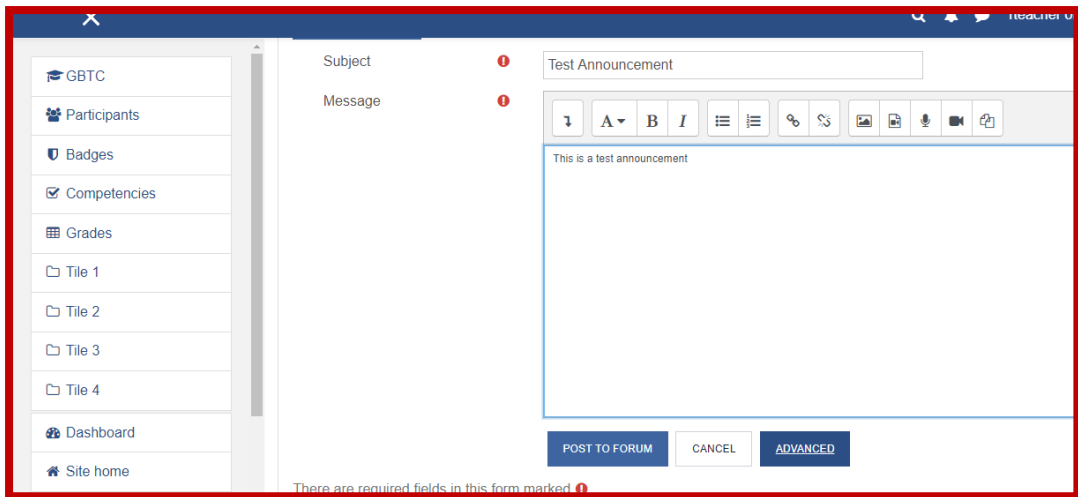 GBTC
Participants
Badges
Competencies
Grades
Tile 1
Tile 2
Tile 3
Tile 4
Dashboard
Site home
Subject
Test Announcement
Message
A B I
This is a test announcement
POST TO FORUM CANCEL ADVANCED
There are required fields in this form marked